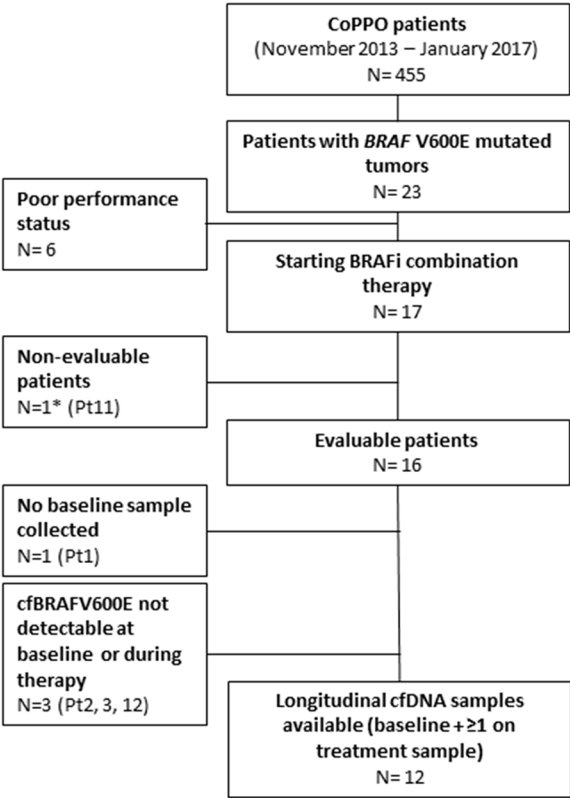 CoPPO patients
(November 2013 – January 2017)
N= 455
Patients with BRAF V600E mutated
tumors
N= 23
Poor performance
status
N= 6
Starting BRAFi combination
therapy
N= 17
Non-evaluable
patients
N=1* (Pt11)
Evaluable patients
N= 16
No baseline sample
collected
N=1 (Pt1)
cfBRAFV600E not
detectable at
baseline or during
therapy
N=3 (Pt2, 3, 12)
Longitudinal cfDNA samples
available (baseline + ≥1 on
treatment sample)
N= 12